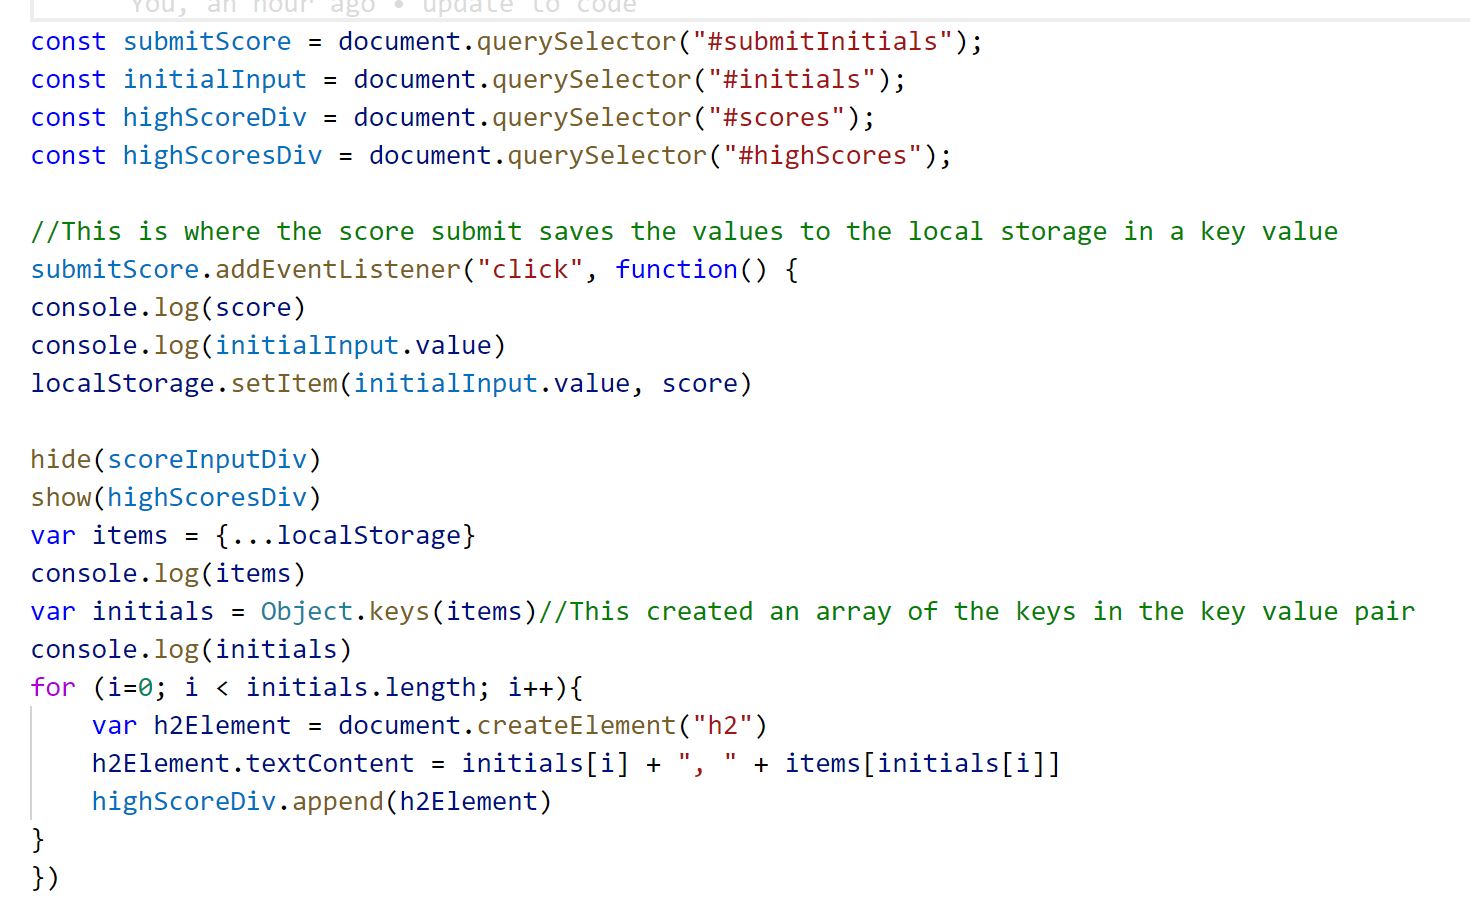 You, an hour ago • update to code
const submitScore = document.querySelector("#submitInitials");
const initialInput = document.querySelector("#initials");
const highScoreDiv = document.querySelector("#scores");
const highScoresDiv = document.querySelector("#highScores");
//This is where the score submit saves the values to the local storage in a key value
submitScore.addEventListener("click", function() {
console.log(score)
console.log(initialInput.value)
localStorage.setItem(initialInput.value, score)
hide(scoreInputDiv)
show(highScoresDiv)
var items = {...localStorage}
console.log(items)
var initials = Object.keys(items)//This created an array of the keys in the key value pair
console.log(initials)
for (i=0; i < initials.length; i++){
    var h2Element = document.createElement("h2")
    h2Element.textContent = initials[i] + ", " + items[initials[i]]
    highScoreDiv.append(h2Element)
}
})